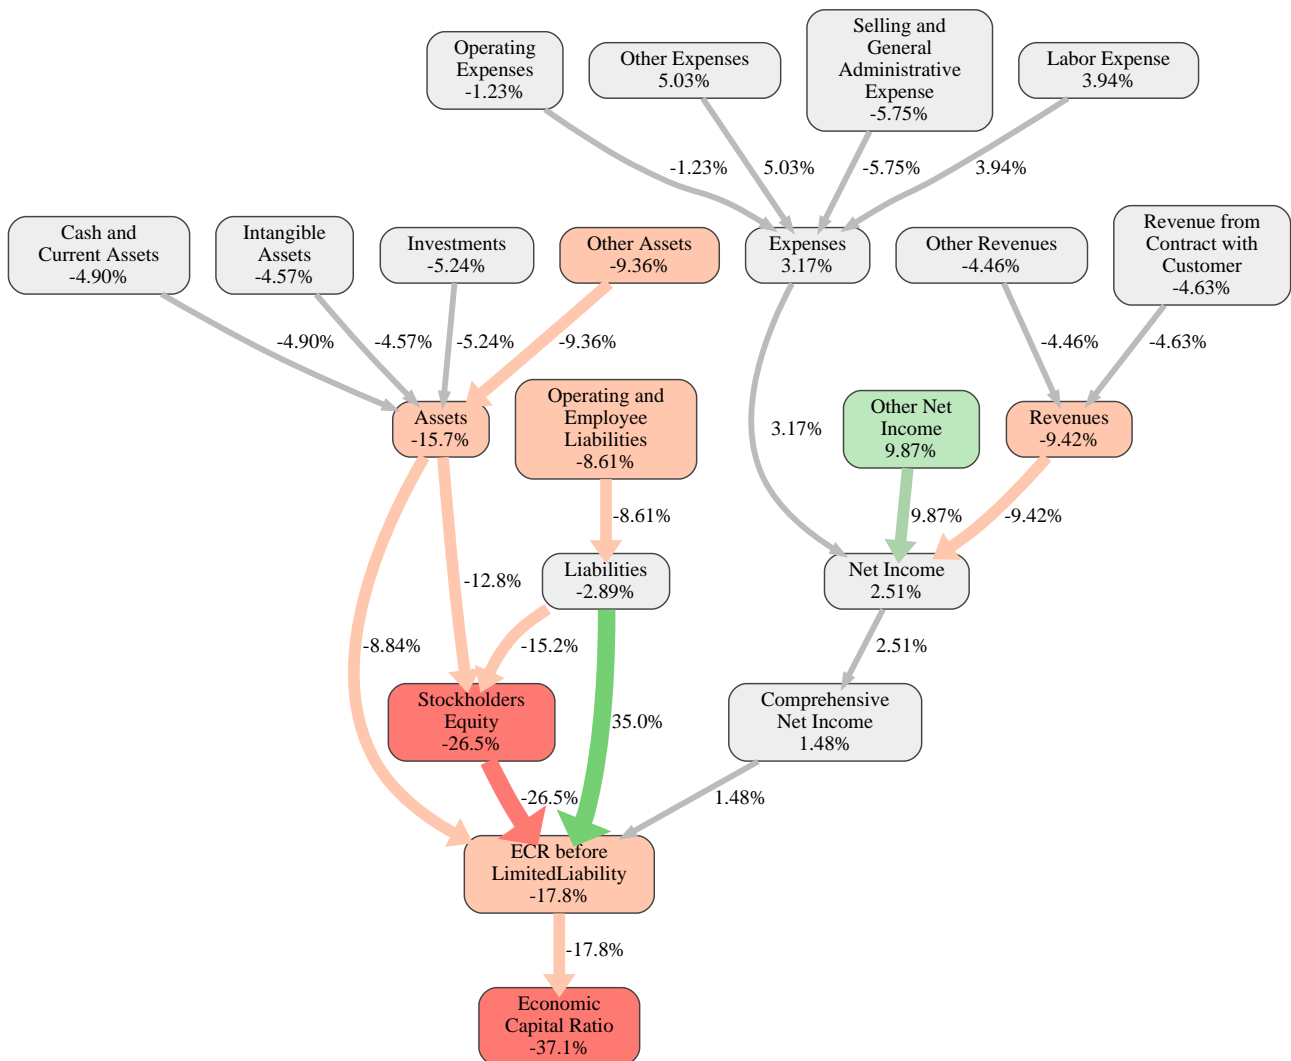 Operating
Expenses
-1.23%
Other Expenses
5.03%
Selling and
General
Administrative
Expense
-5.75%
Labor Expense
3.94%
-1.23%
5.03%
-5.75%
3.94%
Cash and
Current Assets
-4.90%
Intangible
Assets
-4.57%
Investments
-5.24%
Other Assets
-9.36%
Expenses
3.17%
Other Revenues
-4.46%
Revenue from
Contract with
Customer
-4.63%
-4.90%
-4.57%
-5.24%
-9.36%
-4.46%
-4.63%
Assets
-15.7%
Operating and
Employee
Liabilities
-8.61%
3.17%
Other Net
Income
9.87%
Revenues
-9.42%
-8.61%
9.87%
-9.42%
-12.8%
Liabilities
-2.89%
Net Income
2.51%
-8.84%
-15.2%
2.51%
Stockholders
Equity
-26.5%
35.0%
Comprehensive
Net Income
1.48%
-26.5%
1.48%
ECR before
LimitedLiability
-17.8%
-17.8%
Economic
Capital Ratio
-37.1%